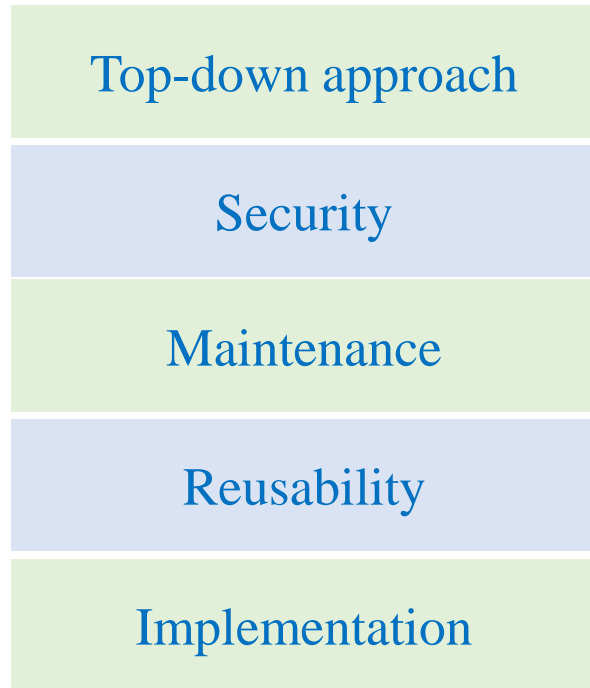 Top-down approach
Security
Maintenance
Reusability
Implementation